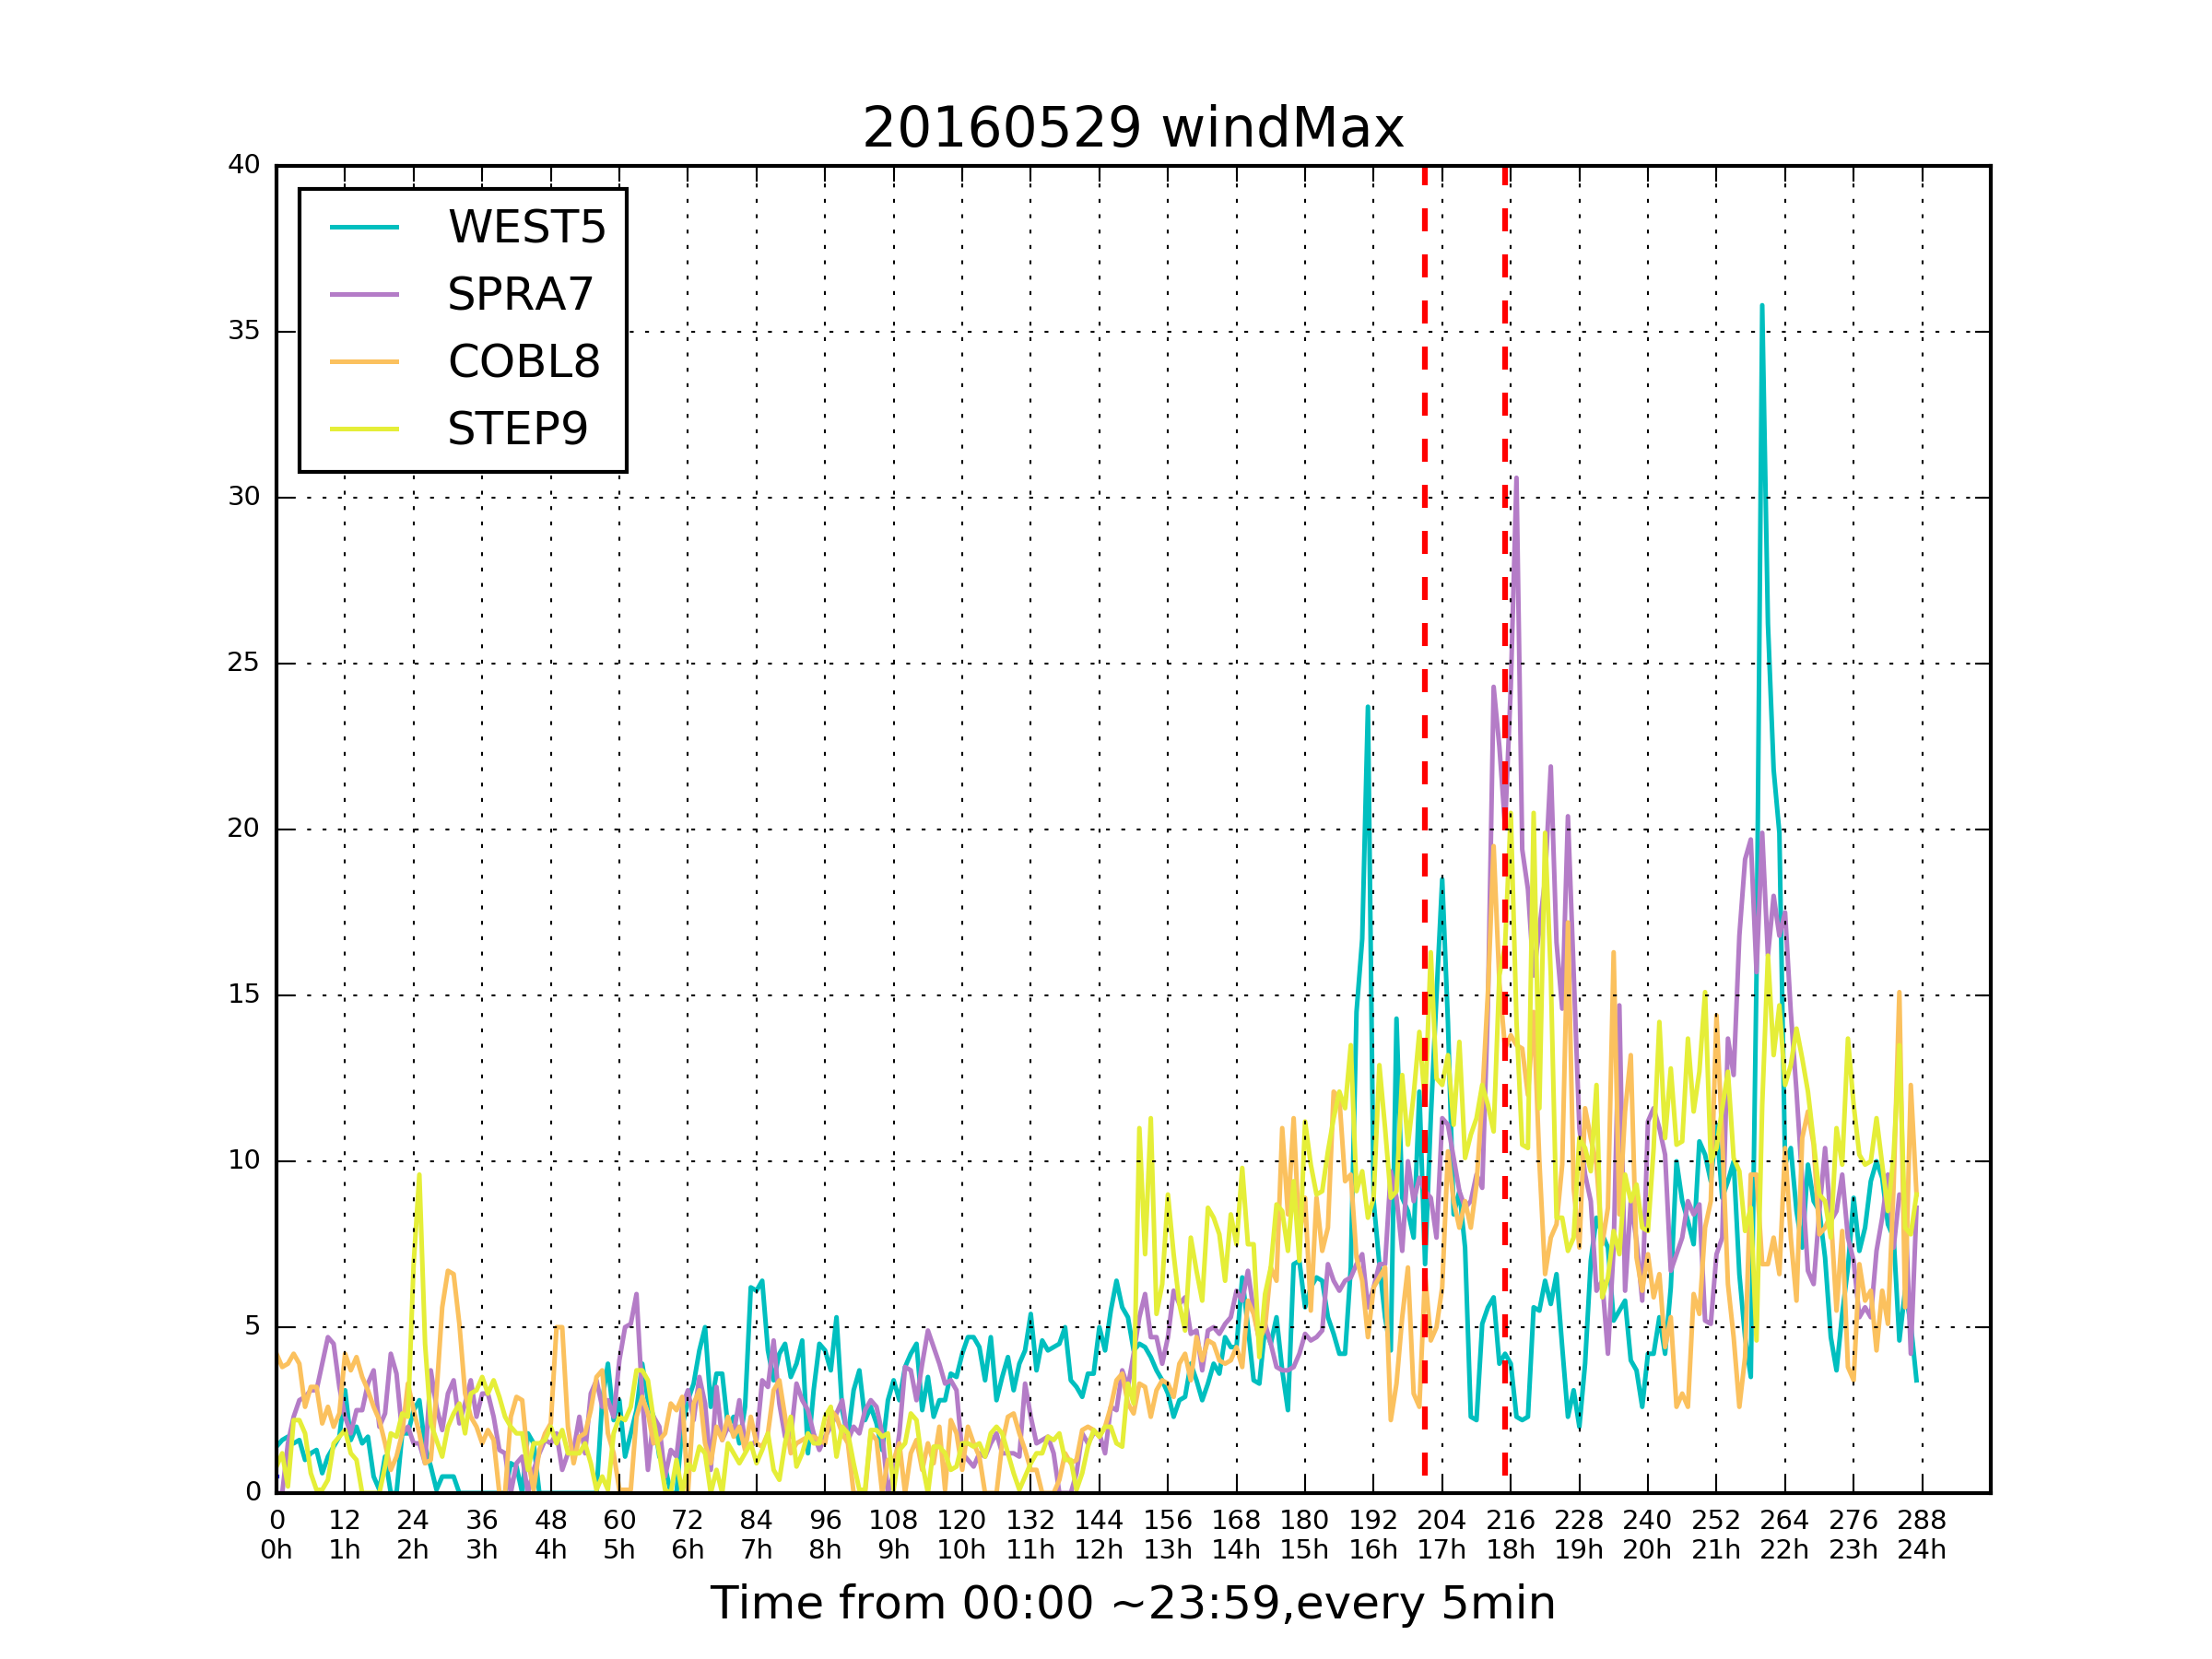 20160529 windMax
40
35
30
25
20
15
10
5
0
WEST5
SPRA7
COBL8
STEP9
0 12 24 36 48 60 72 84 96 108 120 132 144 156 168 180 192 204 216 228 240 252 264 276 288
0h 1h 2h 3h 4h 5h 6h 7h 8h 9h 10h 11h 12h 13h 14h 15h 16h 17h 18h 19h 20h 21h 22h 23h 24h
Time from 00:00 ~23:59,every 5min